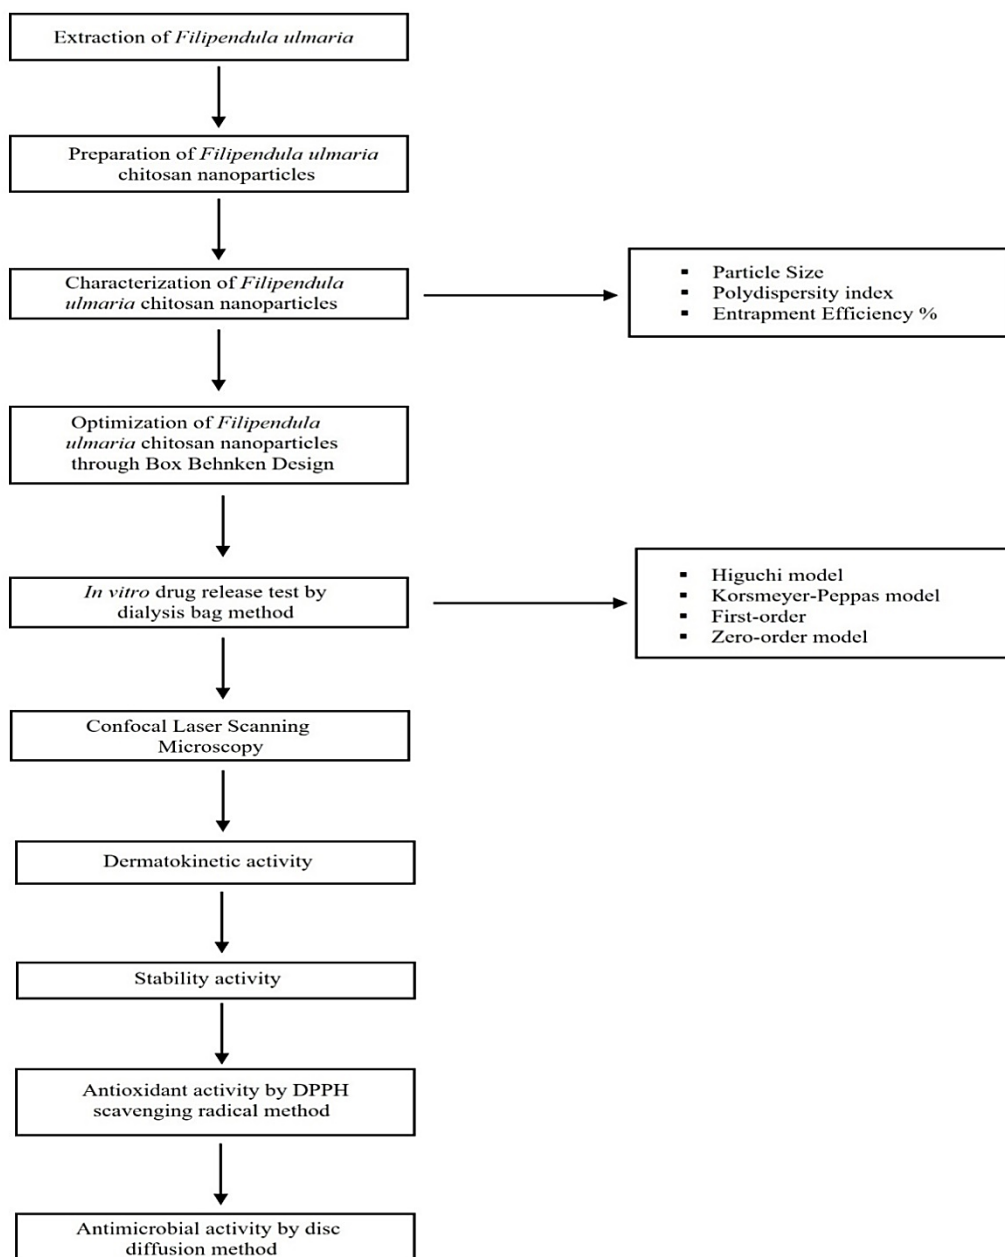 Extraction of Filipendula ulmaria
Preparation of Filipendula ulmaria
chitosan nanoparticles
Characterization of Filipendula
ulmaria chitosan nanoparticles
▪ Particle Size
▪ Polydispersity index
▪ Entrapment Efficiency %
Optimization of Filipendula
ulmaria chitosan nanoparticles
through Box Behnken Design
In vitro drug release test by
dialysis bag method
▪ Higuchi model
▪ Korsmeyer-Peppas model
▪ First-order
▪ Zero-order model
Confocal Laser Scanning
Microscopy
Dermatokinetic activity
Stability activity
Antioxidant activity by DPPH
scavenging radical method
Antimicrobial activity by disc
diffusion method